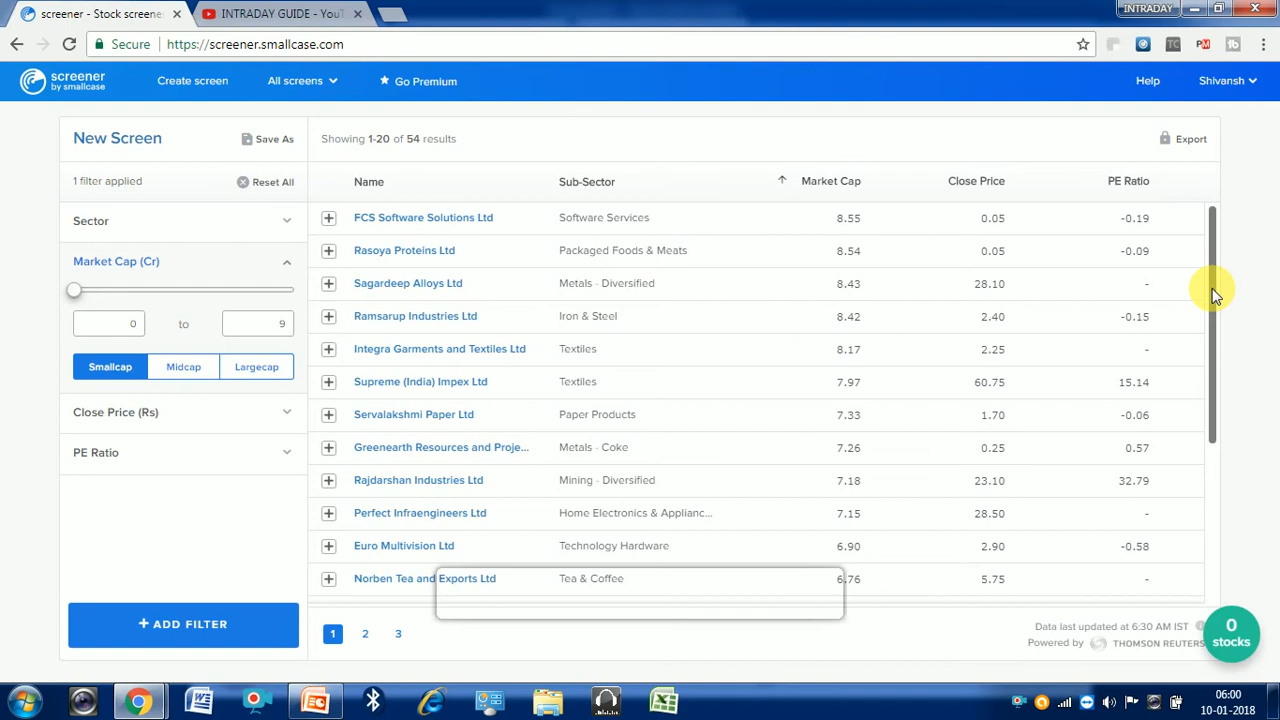 screener - Stock screene
INTRADAY GUIDE - You
INTRADAY
Secure
https://screener.smallcase.com
TC
PM
tb
screener
by smallcase
Create screen
All screens
Go Premium
Help
Shivansh
New Screen
Save As
Showing 1-20 of 54 results
Export
1 filter applied
Reset All
Name Sub-Sector Market Cap Close Price PE Ratio
Sector
Market Cap (Cr)
0 to 9
Smallcap Midcap Largecap
Close Price (Rs)
PE Ratio
+ ADD FILTER
FCS Software Solutions Ltd Software Services 8.55 0.05 -0.19
Rasoya Proteins Ltd Packaged Foods & Meats 8.54 0.05 -0.09
Sagardeep Alloys Ltd Metals - Diversified 8.43 28.10 -
Ramsarup Industries Ltd Iron & Steel 8.42 2.40 -0.15
Integra Garments and Textiles Ltd Textiles 8.17 2.25 -
Supreme (India) Impex Ltd Textiles 7.97 60.75 15.14
Servalakshmi Paper Ltd Paper Products 7.33 1.70 -0.06
Greenearth Resources and Proje... Metals - Coke 7.26 0.25 0.57
Rajdarshan Industries Ltd Mining - Diversified 7.18 23.10 32.79
Perfect Infraengineers Ltd Home Electronics & Applianc... 7.15 28.50 -
Euro Multivision Ltd Technology Hardware 6.90 2.90 -0.58
Norben Tea and Exports Ltd Tea & Coffee 6.76 5.75 -
1 2 3
Data last updated at 6:30 AM IST
Powered by THOMSON REUTERS
0
stocks
06:00
10-01-2018